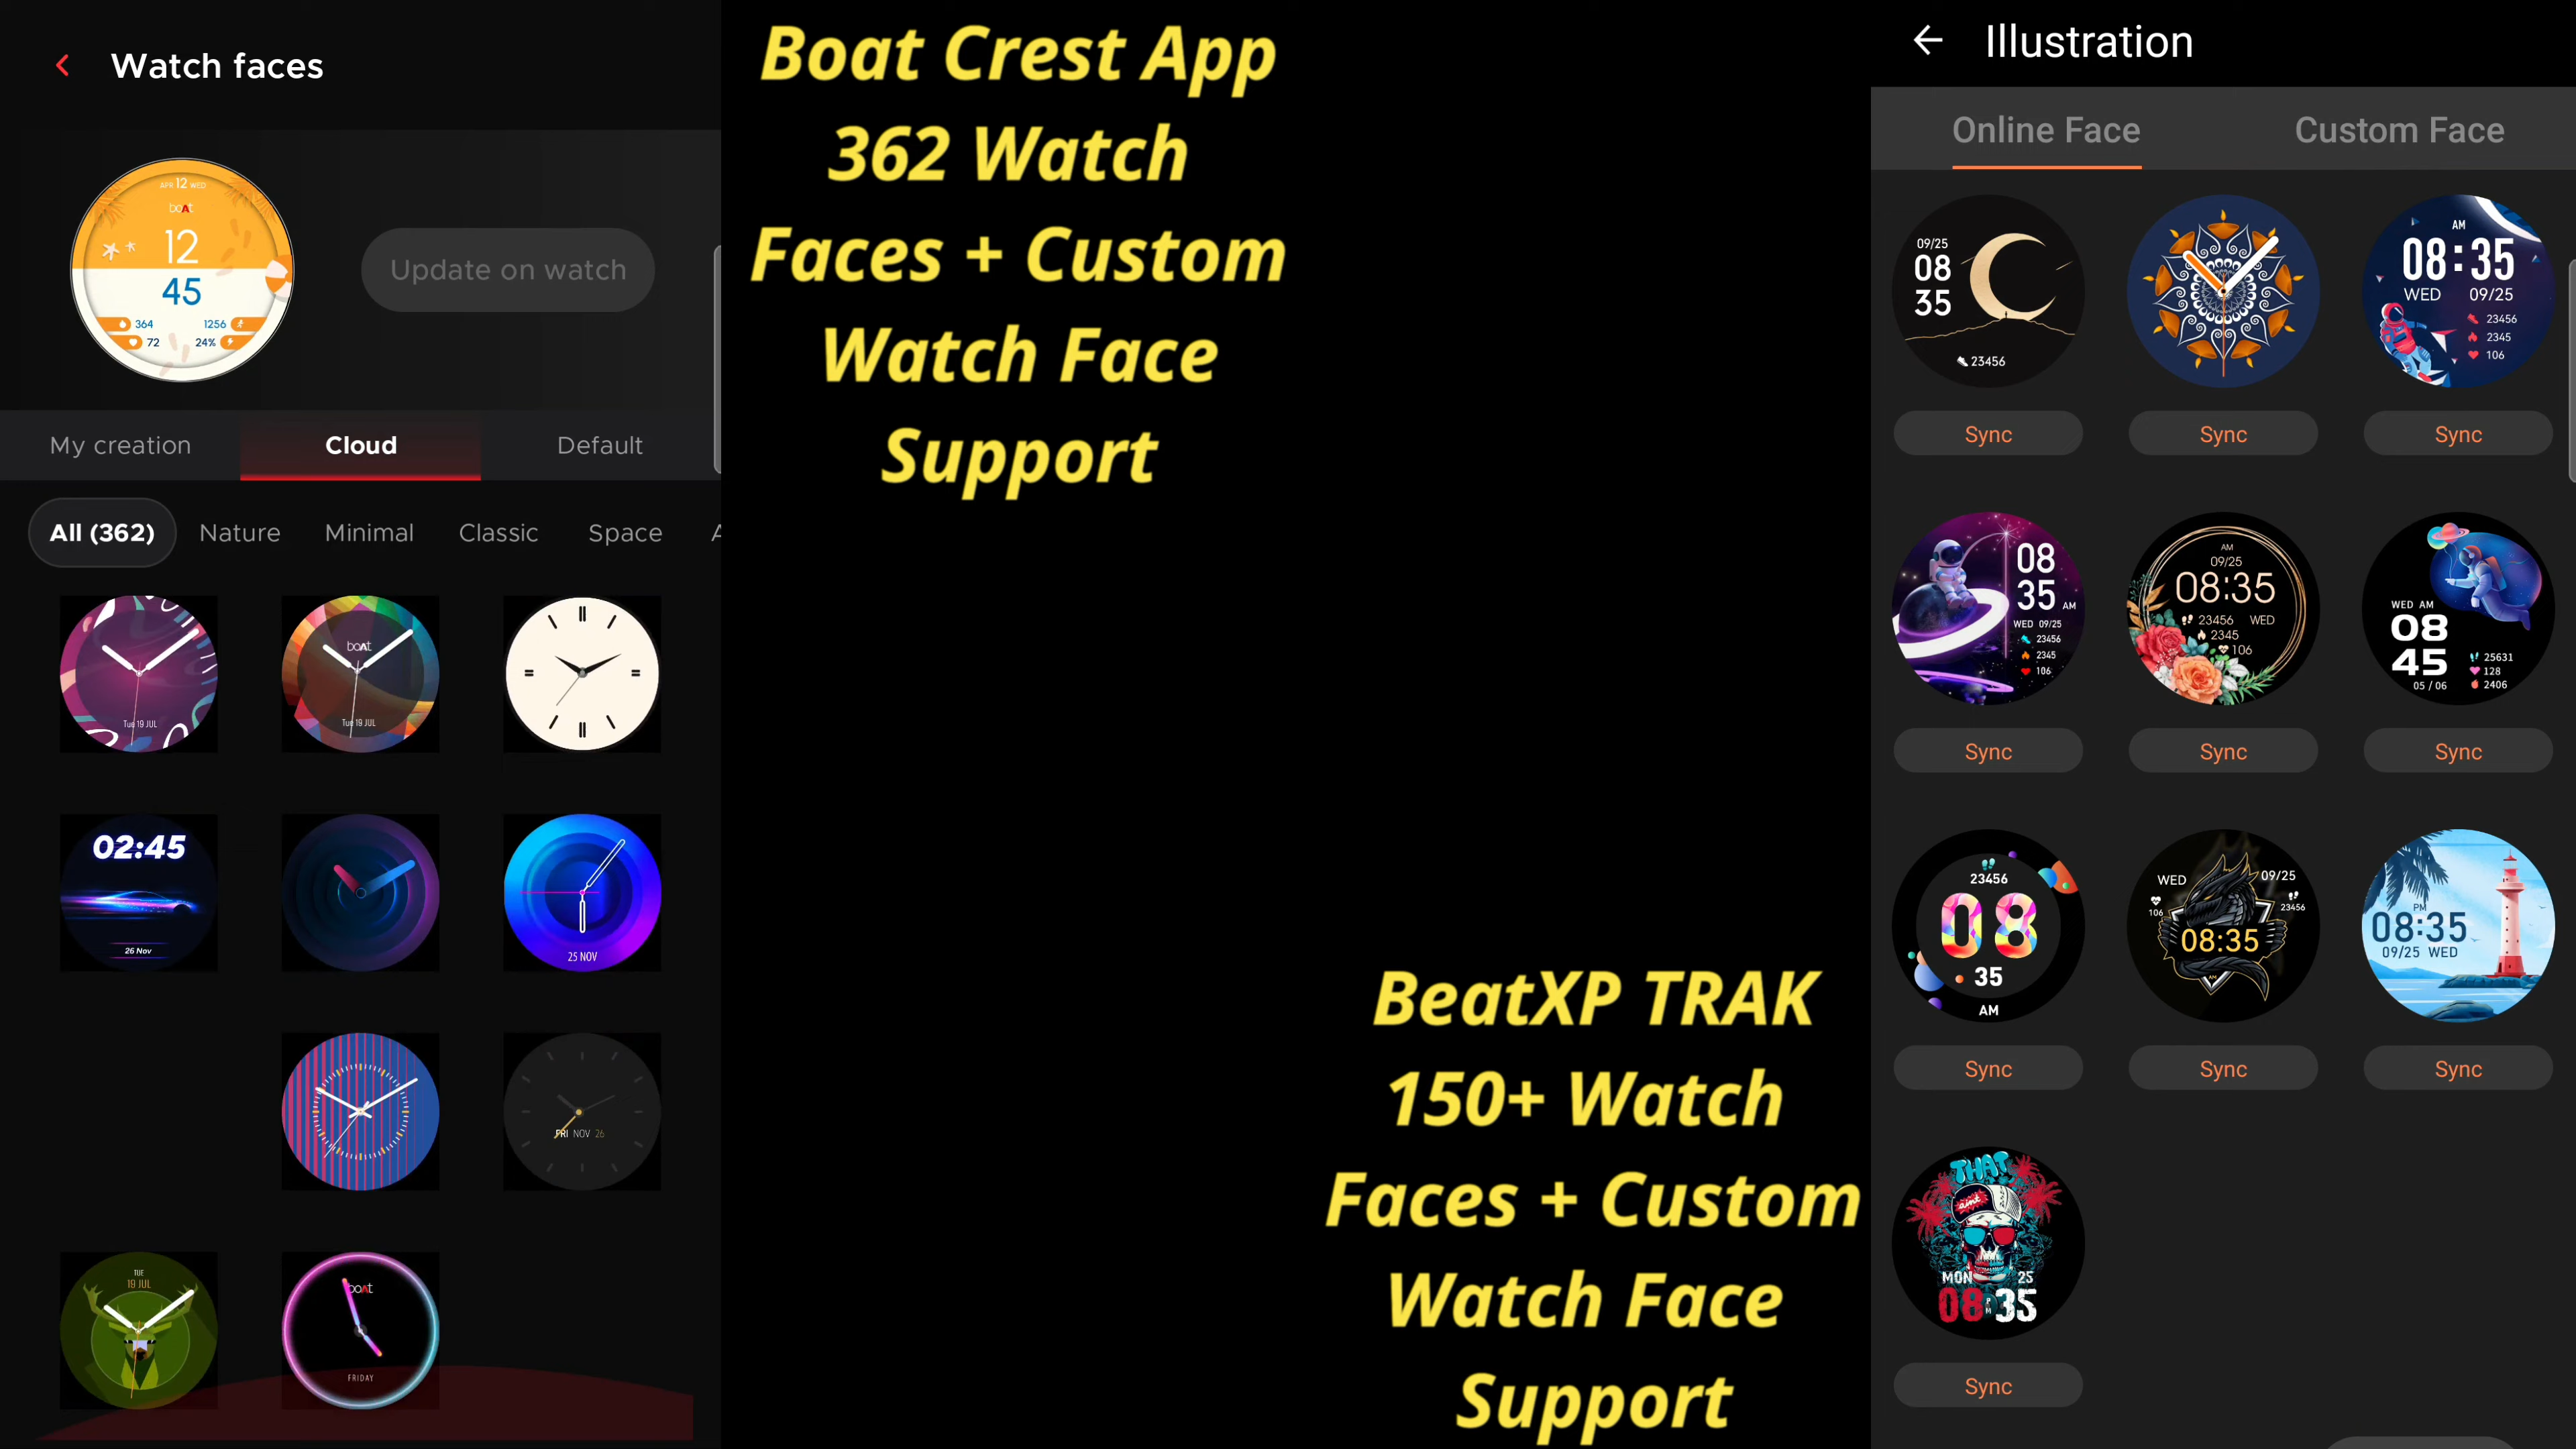 Watch faces
APR 12 WED
boAt
12
45
364
1256
72
24%
Update on watch
My creation
Cloud
Default
All (362)
Nature
Minimal
Classic
Space
A
Tue 19 JUL
boAt
Tue 19 JUL
02:45
26 Nov
25 NOV
FRI NOV 26
TUE
19 JUL
boAt
FRIDAY
Boat Crest App
362 Watch
Faces + Custom
Watch Face
Support
BeatXP TRAK
150+ Watch
Faces + Custom
Watch Face
Support
Illustration
Online Face
Custom Face
09/25
08
35
23456
AM
08:35
WED 09/25
23456
2345
106
Sync
Sync
Sync
08
35 AM
WED 09/25
23456
2345
106
AM
09/25
08:35
23456 WED
2345
106
WED AM
08
45
05 / 06
25631
128
2406
Sync
Sync
Sync
23456
08
35
AM
WED
09/25
106
23456
08:35
AM
PM
08:35
09/25 WED
Sync
Sync
Sync
THAT
aint
MON 25
08 PM 35
Sync